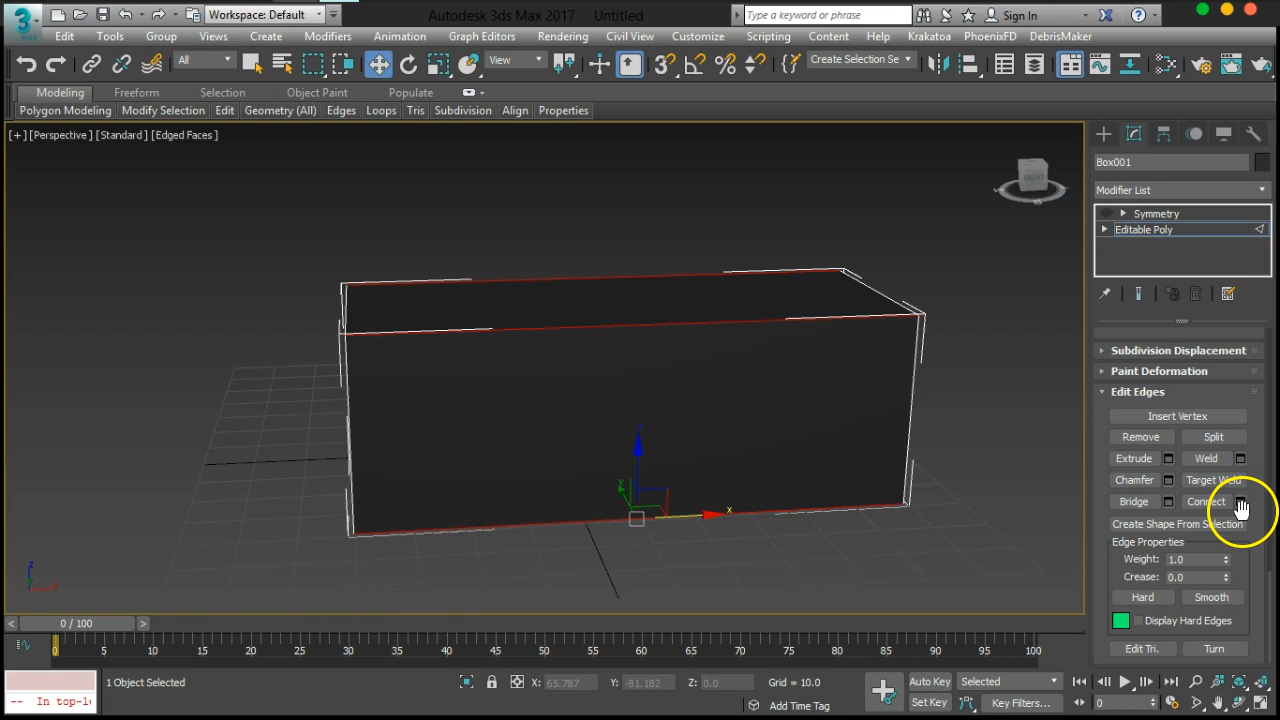 Workspace: Default
Autodesk 3ds Max 2017 Untitled
Type a keyword or phrase
Sign In
3
MAX
Edit Tools Group Views Create Modifiers Animation Graph Editors Rendering Civil View Customize Scripting Content Help Krakatoa PhoenixFD DebrisMaker
All
View
3
Create Selection Se
Modeling Freeform Selection Object Paint Populate
Polygon Modeling Modify Selection Edit Geometry (All) Edges Loops Tris Subdivision Align Properties
[+] [Perspective] [Standard] [Edged Faces]
FRONT
Box001
Modifier List
Symmetry
Editable Poly
Subdivision Displacement
Paint Deformation
Edit Edges
Insert Vertex
Remove Split
Extrude Weld
Chamfer Target Weld
Bridge Connect
Create Shape From Selection
Edge Properties
Weight: 1.0
Crease: 0.0
Hard Smooth
Display Hard Edges
Edit Tri. Turn
z
y
x
z
x
0 / 100
0 5 10 15 20 25 30 35 40 45 50 55 60 65 70 75 80 85 90 95 100
1 Object Selected
X: 65.787 Y: -81.182 Z: 0.0 Grid = 10.0
Auto Key Selected
-- In top-le
Add Time Tag
Set Key Key Filters... 0